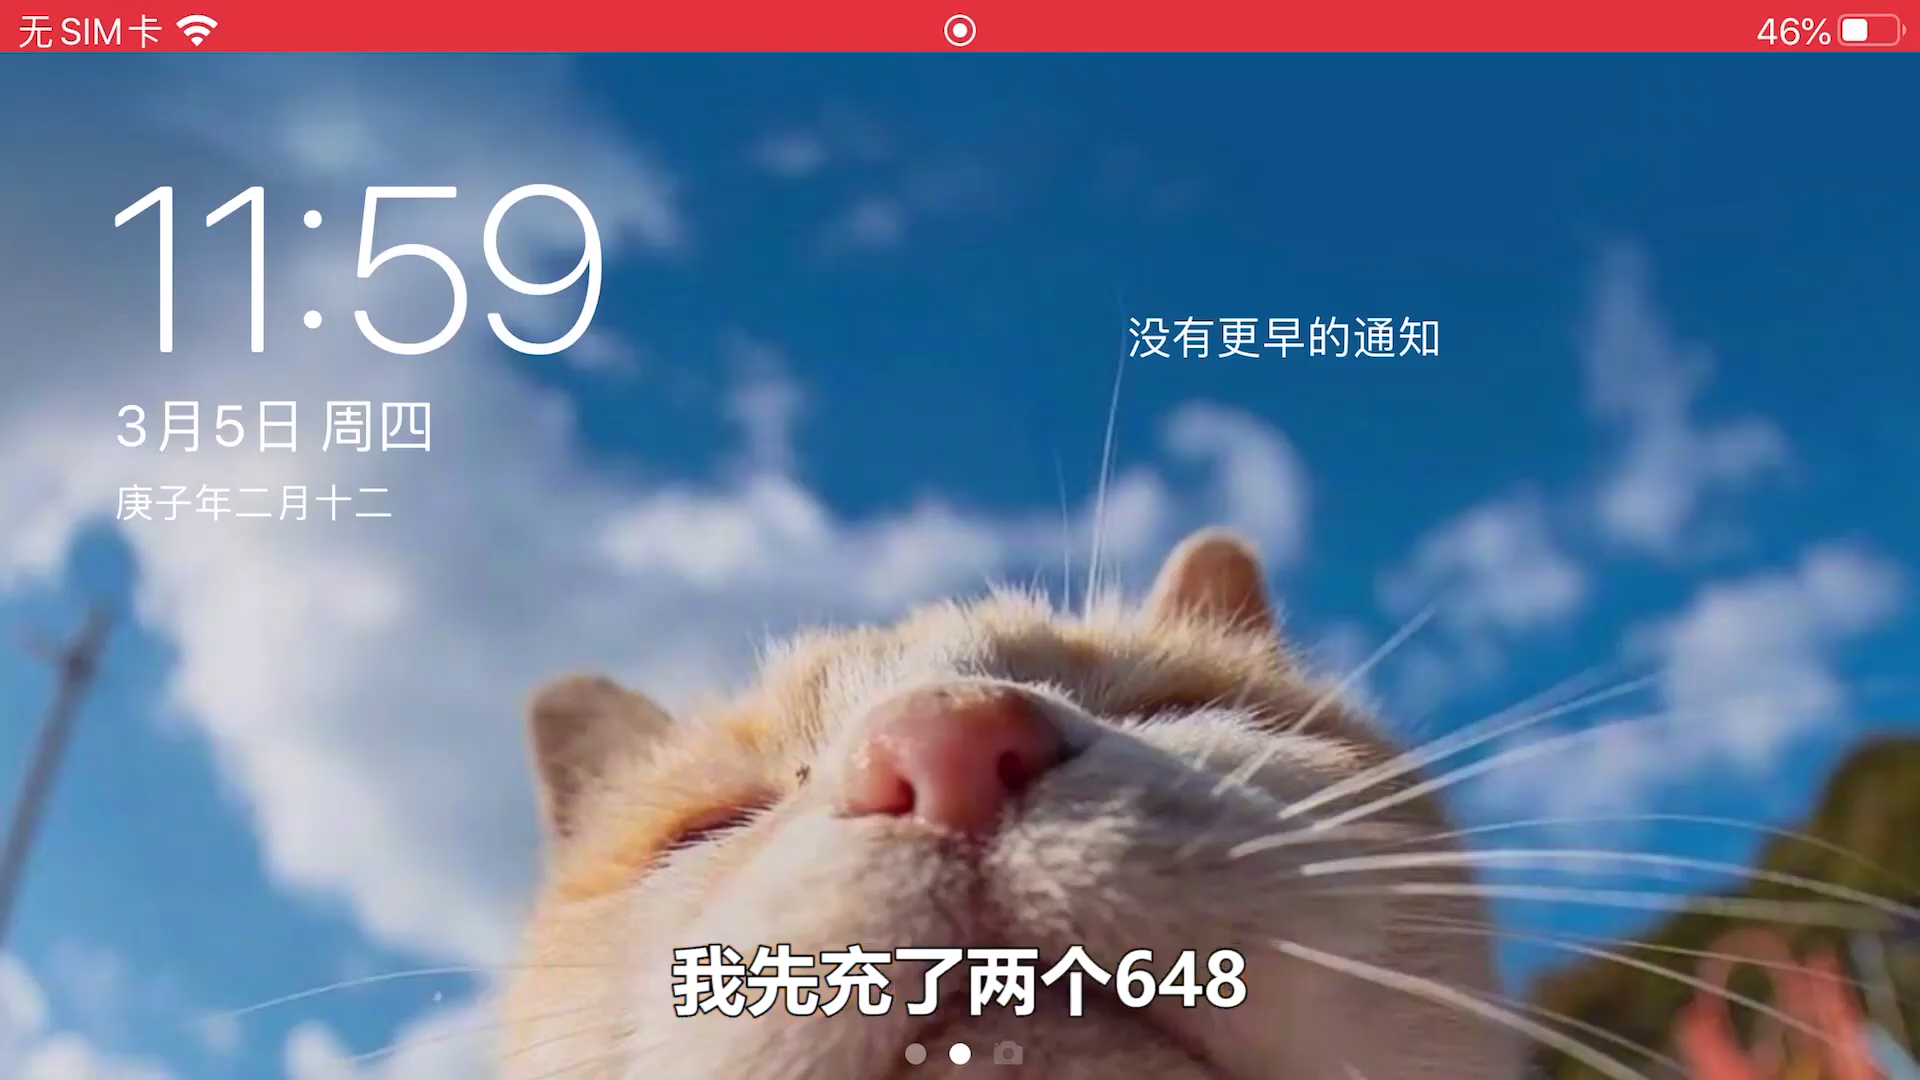 无SIM卡
46%
11:59
3月5日 周四
庚子年二月十二
没有更早的通知
我先充了两个648